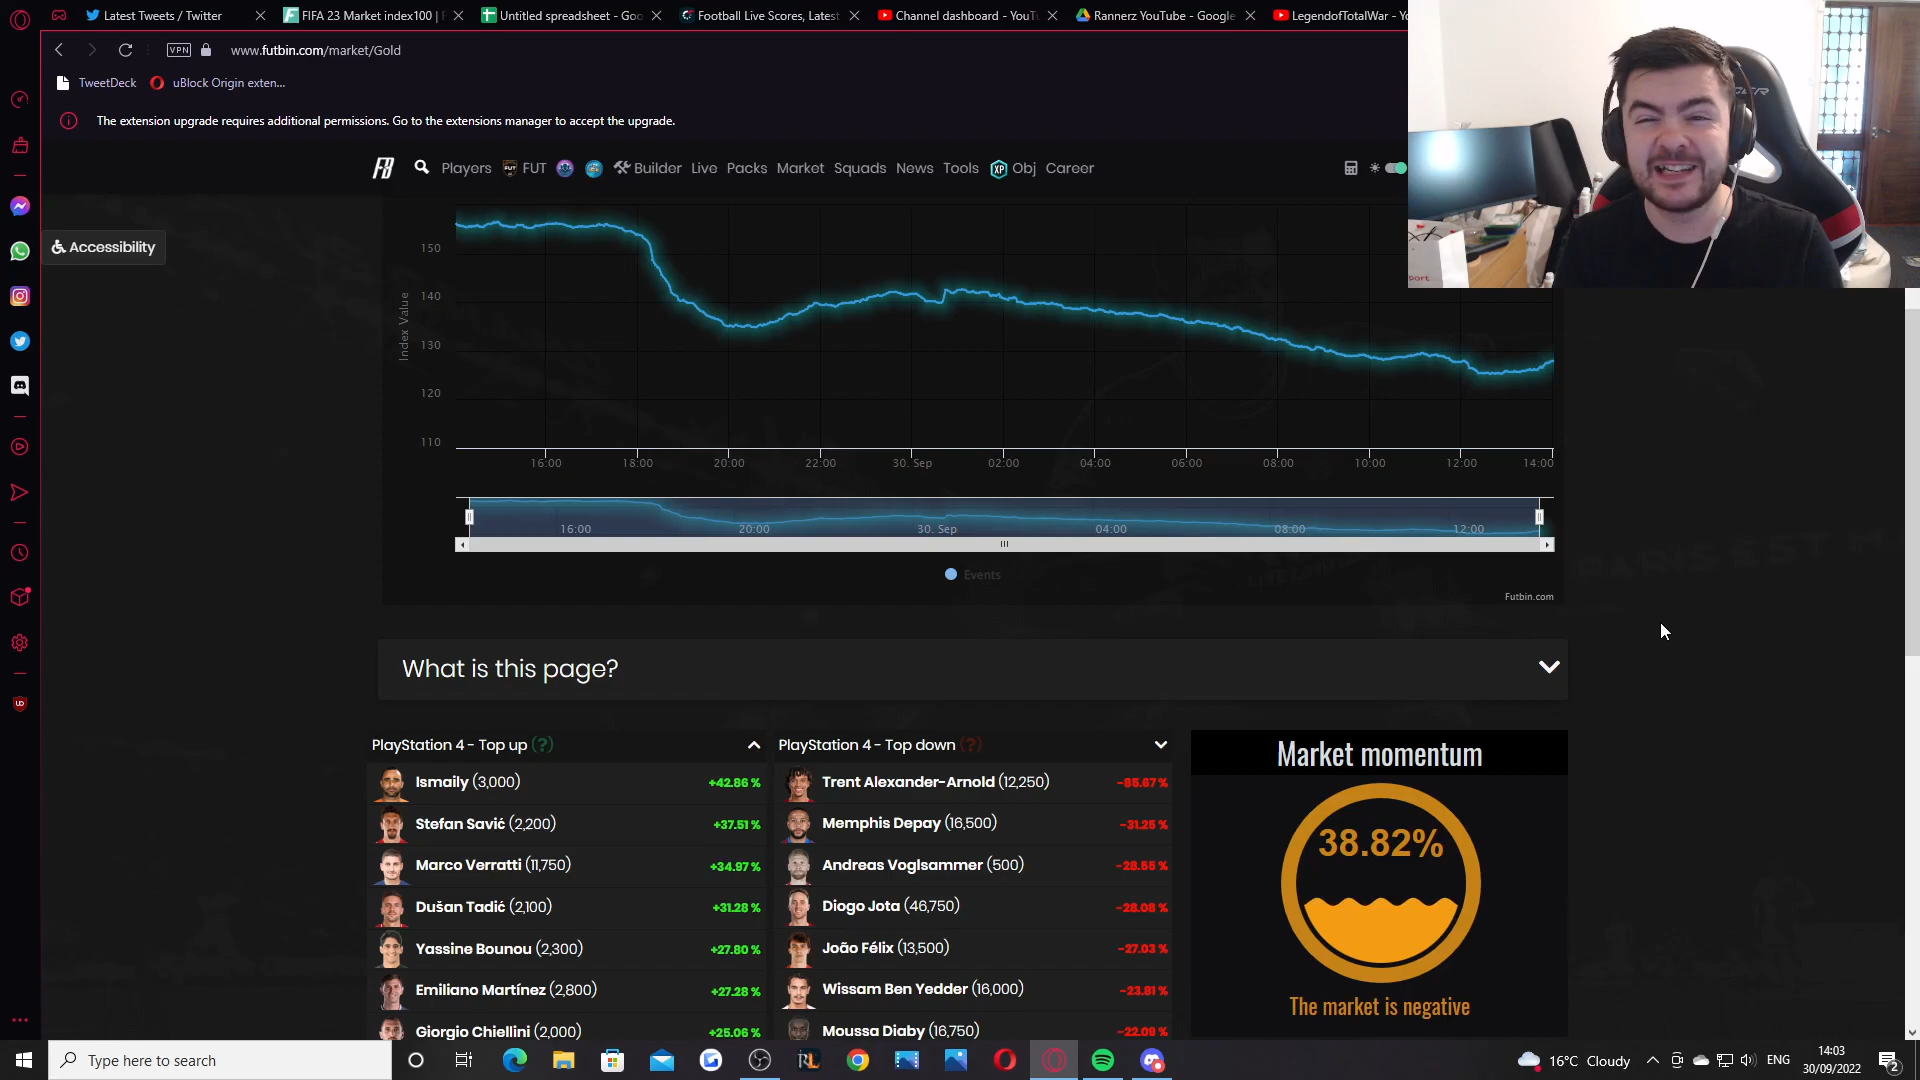 Latest Tweets / Twitter
FIFA 23 Market index100 | F
Untitled spreadsheet - Goo
Football Live Scores, Latest
Channel dashboard - YouTu
Rannerz YouTube - Google
LegendofTotalWar - Yo
VPN
www.futbin.com/market/Gold
TweetDeck
uBlock Origin exten...
The extension upgrade requires additional permissions. Go to the extensions manager to accept the upgrade.
Players
FUT
Builder
Live
Packs
Market
Squads
News
Tools
XP
Obj
Career
Accessibility
Index Value
150
140
130
120
110
16:00
18:00
20:00
22:00
30. Sep
02:00
04:00
06:00
08:00
10:00
12:00
14:00
16:00
20:00
30. Sep
04:00
08:00
12:00
Events
Futbin.com
What is this page?
PlayStation 4 - Top up (?)
Ismaily (3,000) +42.86 %
Stefan Savić (2,200) +37.51 %
Marco Verratti (11,750) +34.97 %
Dušan Tadić (2,100) +31.28 %
Yassine Bounou (2,300) +27.80 %
Emiliano Martínez (2,800) +27.28 %
Giorgio Chiellini (2,000) +25.06 %
PlayStation 4 - Top down (?)
Trent Alexander-Arnold (12,250) -85.67 %
Memphis Depay (16,500) -31.25 %
Andreas Voglsammer (500) -28.55 %
Diogo Jota (46,750) -28.08 %
João Félix (13,500) -27.03 %
Wissam Ben Yedder (16,000) -23.81 %
Moussa Diaby (16,750) -22.09 %
Market momentum
38.82%
The market is negative
Type here to search
16°C Cloudy
ENG
14:03
30/09/2022
2